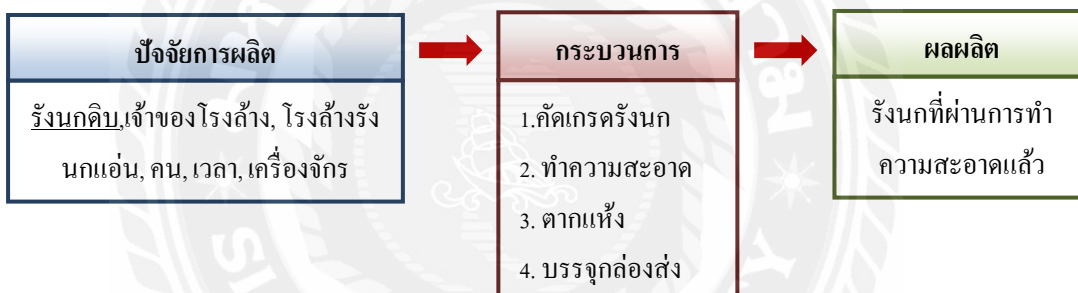 ปัจจัยการผลิต
รังนกดิบ,เจ้าของโรงล้าง, โรงล้างรัง
นกแอ่น, คน, เวลา, เครื่องจักร
กระบวนการ
1.คัดเกรดรังนก
2. ทำความสะอาด
3. ตากแห้ง
4. บรรจุกล่องส่ง
ผลผลิต
รังนกที่ผ่านการทำ
ความสะอาดแล้ว